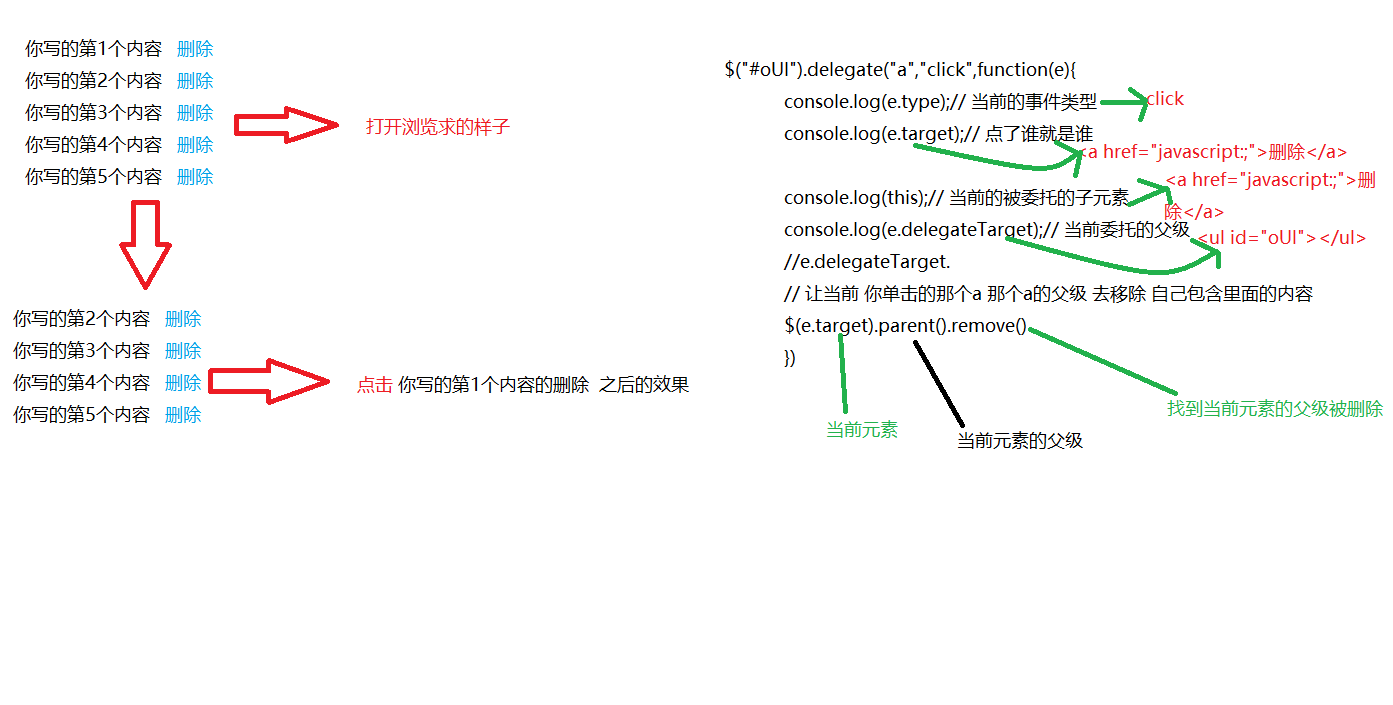 你写的第1个内容 删除
你写的第2个内容 删除
你写的第3个内容 删除
你写的第4个内容 删除
你写的第5个内容 删除
打开浏览求的样子
你写的第2个内容 删除
你写的第3个内容 删除
你写的第4个内容 删除
你写的第5个内容 删除
点击 你写的第1个内容的删除 之后的效果
$("#oUl").delegate("a","click",function(e){
console.log(e.type);// 当前的事件类型
click
console.log(e.target);// 点了谁就是谁
<a href="javascript:;">删除</a>
console.log(this);// 当前的被委托的子元素
<a href="javascript:;">删
除</a>
console.log(e.delegateTarget);// 当前委托的父级
<ul id="oUl"></ul>
//e.delegateTarget.
// 让当前 你单击的那个a 那个a的父级 去移除 自己包含里面的内容
$(e.target).parent().remove()
})
当前元素
当前元素的父级
找到当前元素的父级被删除